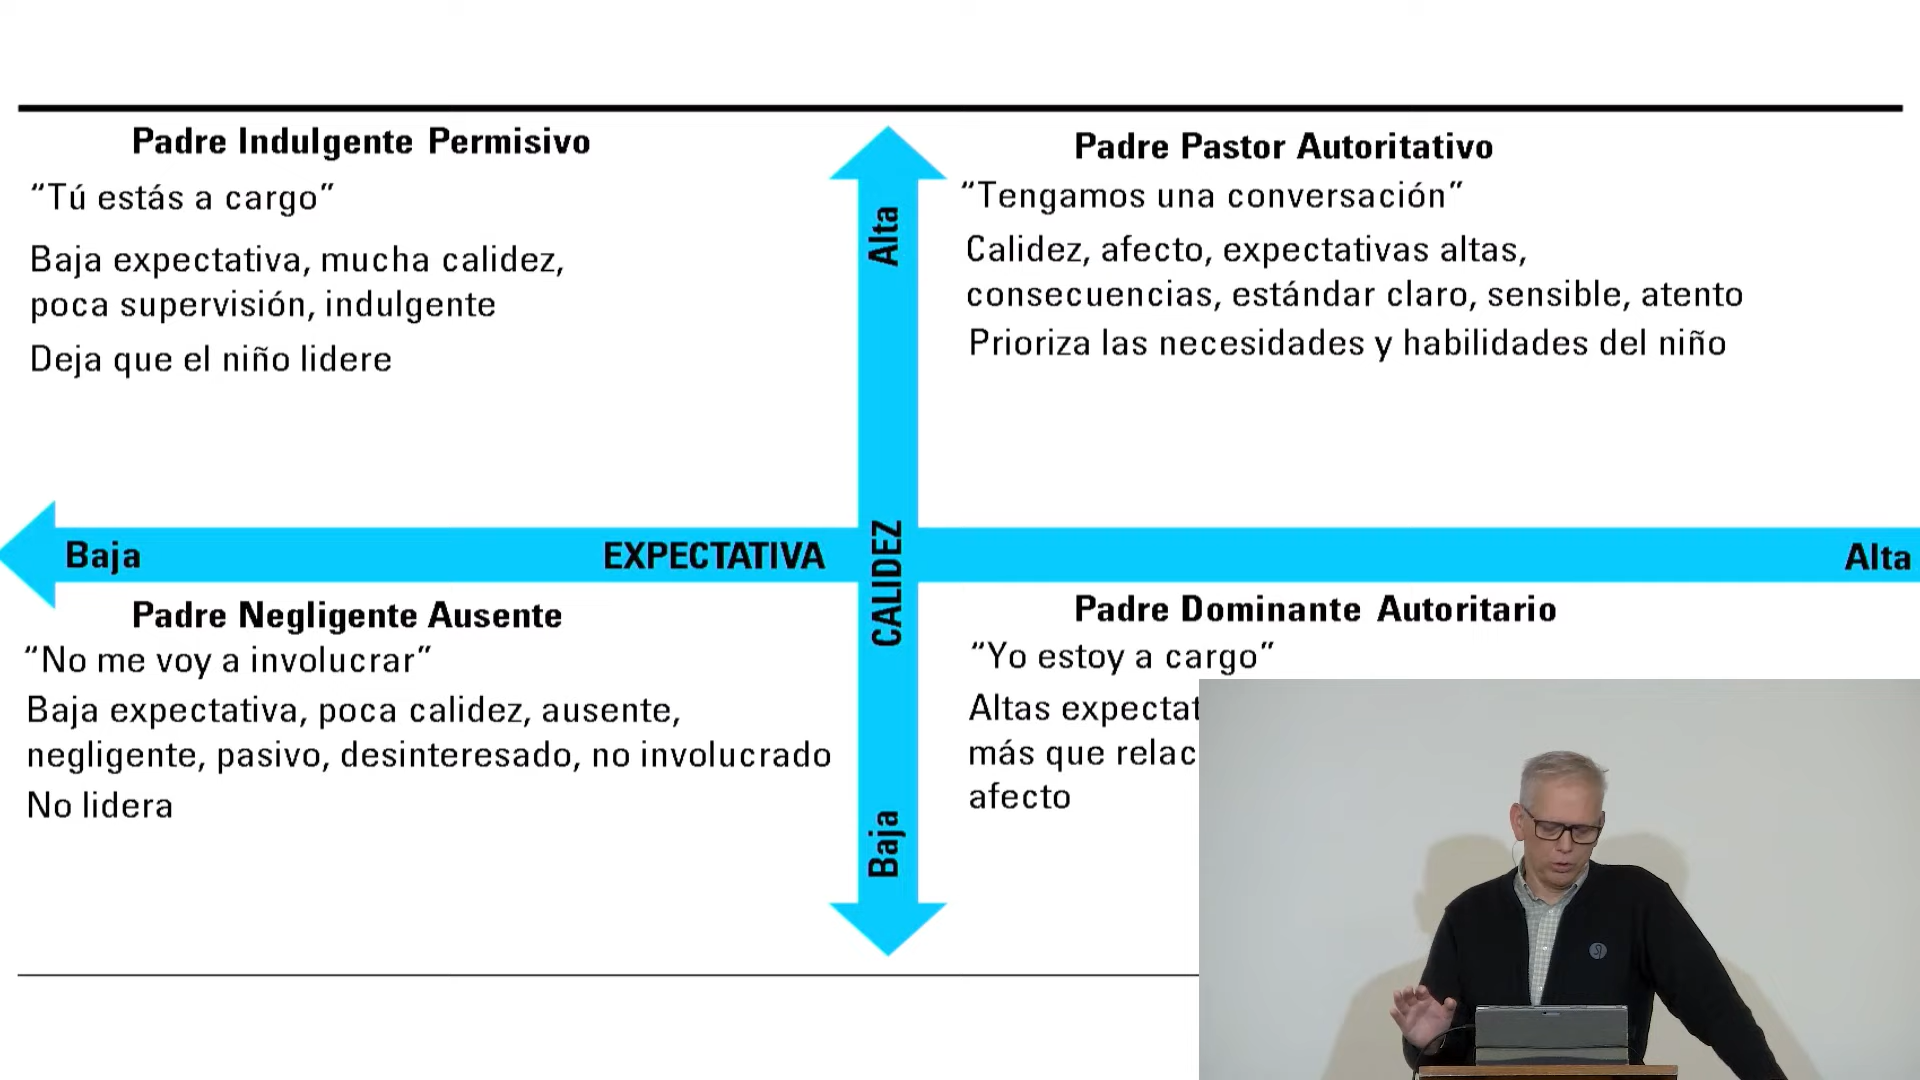 Padre Indulgente Permisivo
“Tú estás a cargo”
Baja expectativa, mucha calidez,
poca supervisión, indulgente
Deja que el niño lidere
Padre Pastor Autoritativo
“Tengamos una conversación”
Calidez, afecto, expectativas altas,
consecuencias, estándar claro, sensible, atento
Prioriza las necesidades y habilidades del niño
Alta
CALIDEZ
Baja
Baja
EXPECTATIVA
Alta
Padre Negligente Ausente
“No me voy a involucrar”
Baja expectativa, poca calidez, ausente,
negligente, pasivo, desinteresado, no involucrado
No lidera
Padre Dominante Autoritario
“Yo estoy a cargo”
Altas
más que
afecto